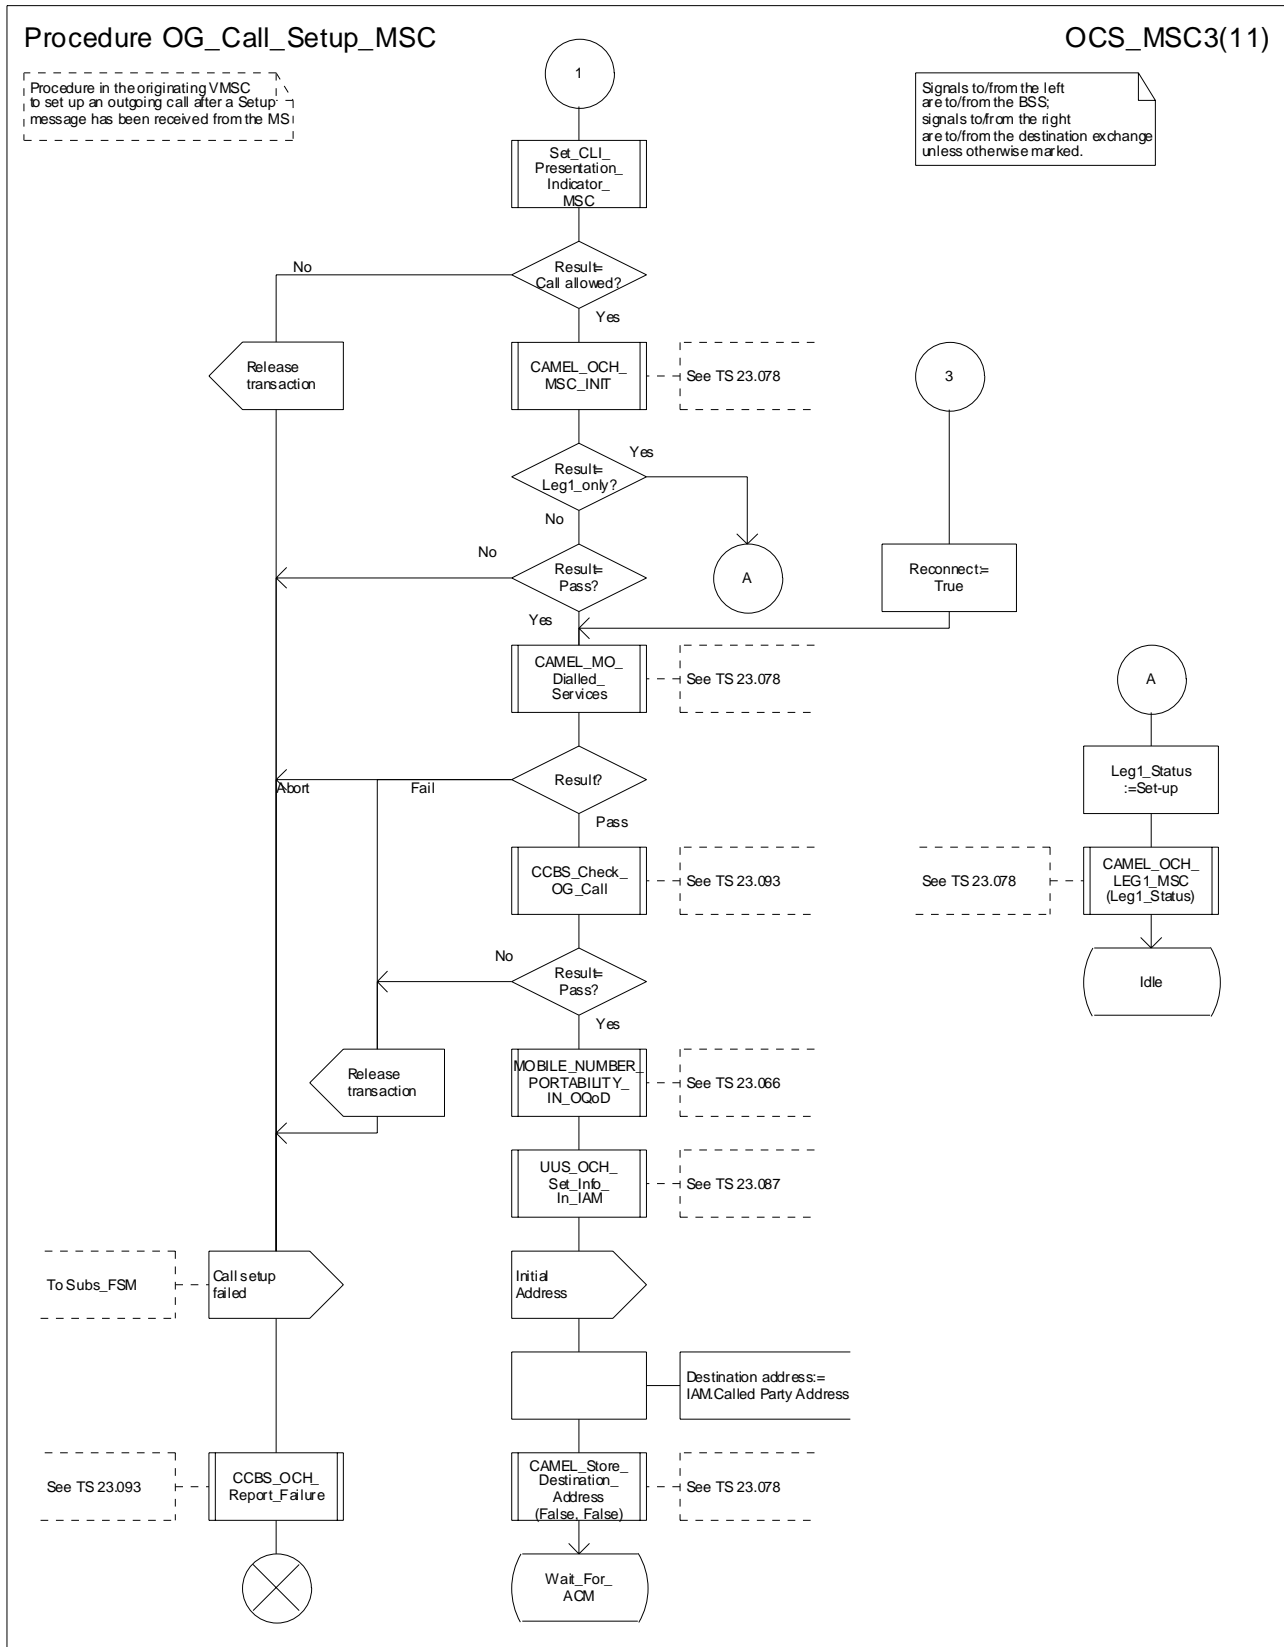 Procedure OG_Call_Setup_MSC
OCS_MSC3(11)
Procedure in the originating VMSC
to set up an outgoing call after a Setup
message has been received from the MS
1
Signals to/from the left
are to/from the BSS;
signals to/from the right
are to/from the destination exchange
unless otherwise marked.
Set_CLI_
Presentation_
Indicator_
MSC
No
Result=
Call allowed?
Yes
Release
transaction
CAMEL_OCH_
MSC_INIT
See TS 23.078
3
Result=
Leg1_only?
Yes
No
No
Result=
Pass?
A
Reconnect:=
True
Yes
CAMEL_MO_
Dialled_
Services
See TS 23.078
A
Abort
Fail
Result?
Leg1_Status
:=Set-up
Pass
CCBS_Check_
OG_Call
See TS 23.093
See TS 23.078
CAMEL_OCH_
LEG1_MSC
(Leg1_Status)
No
Result=
Pass?
Idle
Yes
Release
transaction
MOBILE_NUMBER_
PORTABILITY_
IN_OQoD
See TS 23.066
UUS_OCH_
Set_Info_
In_IAM
See TS 23.087
To Subs_FSM
Call setup
failed
Initial
Address
Destination address:=
IAM.Called Party Address
See TS 23.093
CCBS_OCH_
Report_Failure
CAMEL_Store_
Destination_
Address
(False, False)
See TS 23.078
Wait_For_
ACM